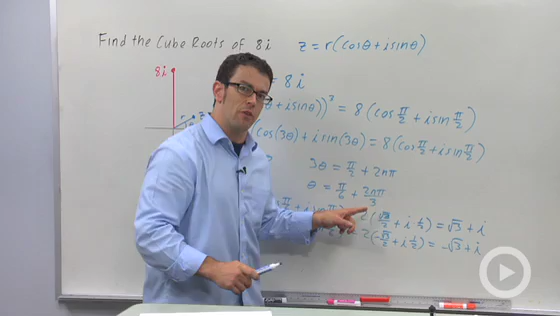 Find the Cube Roots of 8i z = r(cosθ + isinθ)
8i
= 8i
θ + isinθ))³ = 8(cos π/2 + isin π/2)
(cos(3θ) + isin(3θ) = 8(cos π/2 + isin π/2)
3θ = π/2 + 2nπ
θ = π/6 + 2nπ/3
2(√3/2 + i 1/2) = √3 + i
2(-√3/2 + i 1/2) = -√3 + i